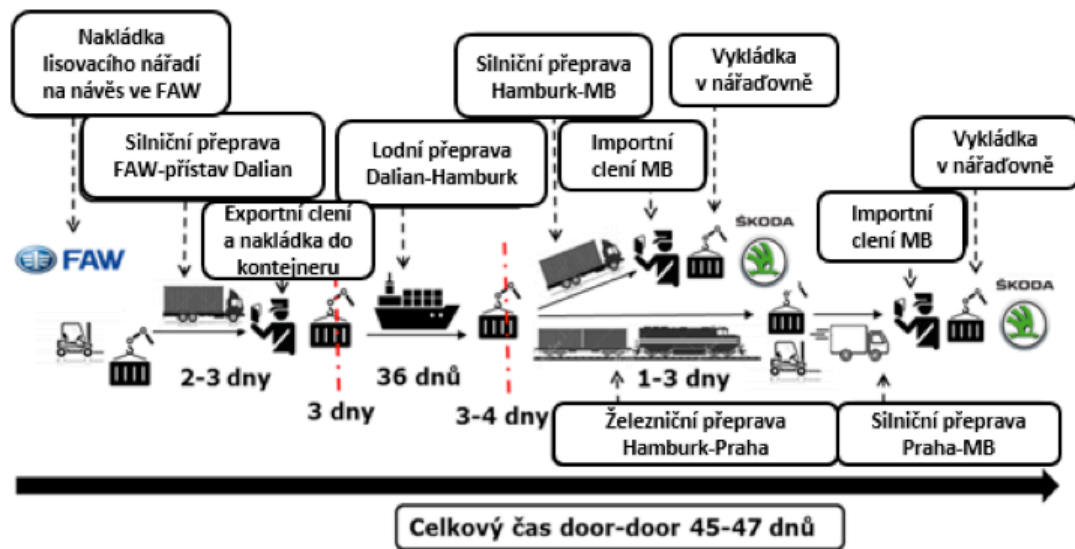 Nakládka
lisovacího nářadí
na návěs ve FAW
Silniční přeprava
FAW-přístav Dalian
Exportní clení
a nakládka do
kontejneru
Lodní přeprava
Dalian-Hamburk
Silniční přeprava
Hamburk-MB
Importní
clení MB
Vykládka
v nářaďovně
Importní
clení MB
Vykládka
v nářaďovně
FAW
ŠKODA
ŠKODA
2-3 dny
3 dny
36 dnů
3-4 dny
1-3 dny
Železniční přeprava
Hamburk-Praha
Silniční přeprava
Praha-MB
Celkový čas door-door 45-47 dnů